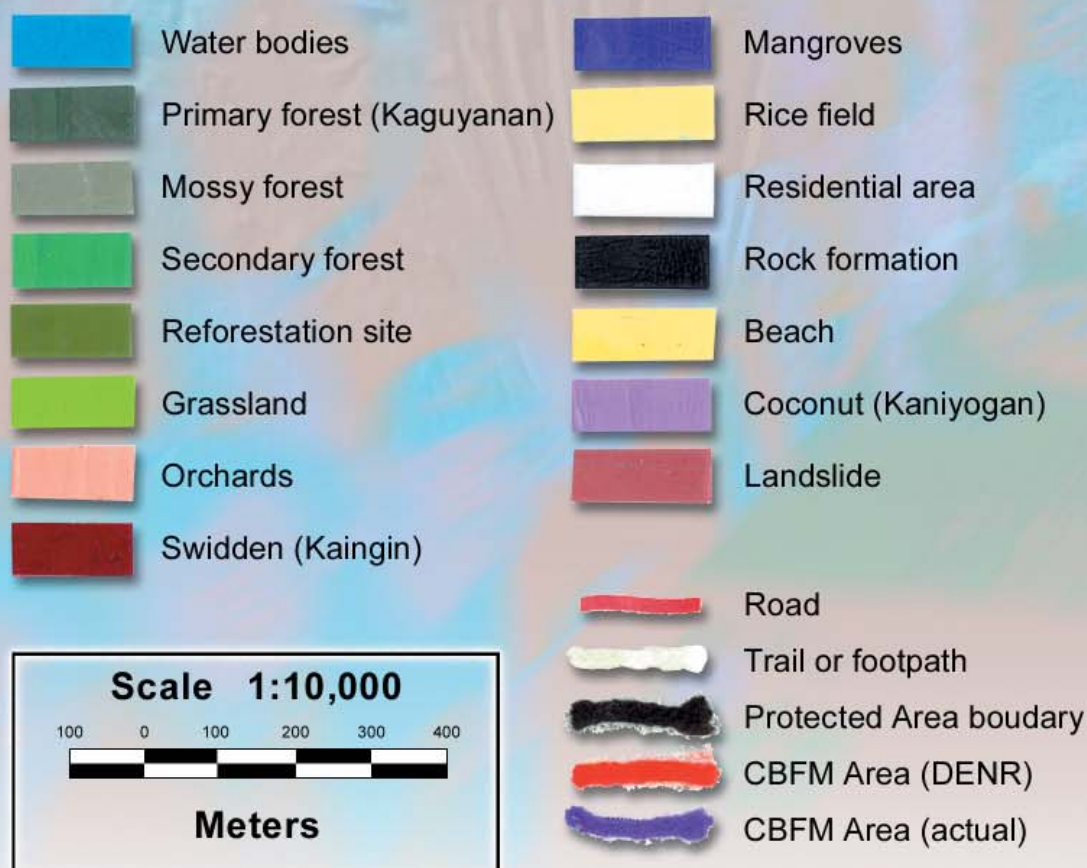 Water bodies
Primary forest (Kaguyanan)
Mossy forest
Secondary forest
Reforestation site
Grassland
Orchards
Swidden (Kaingin)
Mangroves
Rice field
Residential area
Rock formation
Beach
Coconut (Kaniyogan)
Landslide
Road
Trail or footpath
Protected Area boudary
CBFM Area (DENR)
CBFM Area (actual)
Scale 1:10,000
100 0 100 200 300 400
Meters